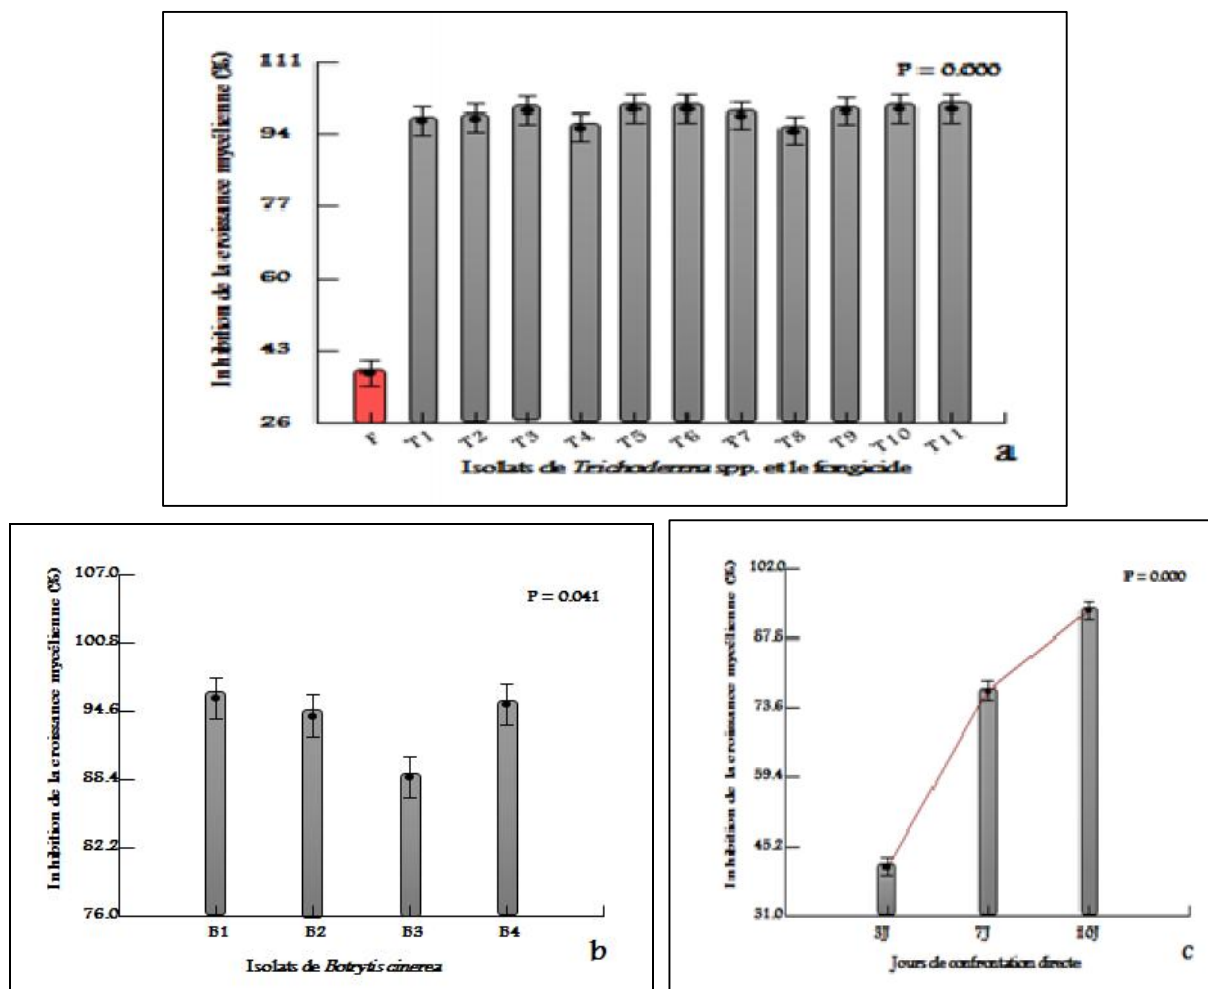 Inhibition de la croissance mycélienne (%)
P = 0.000
111
94
77
60
43
26
F T1 T2 T3 T4 T5 T6 T7 T8 T9 T10 T11
Isolats de Trichoderma spp. et le fongicide
a
Inhibition de la croissance mycélienne (%)
P = 0.041
107.0
100.8
94.6
88.4
82.2
76.0
B1 B2 B3 B4
Isolats de Botrytis cinerea
b
Inhibition de la croissance mycélienne (%)
P = 0.000
102.0
87.8
73.6
59.4
45.2
31.0
3J 7J 10J
Jours de confrontation directe
c